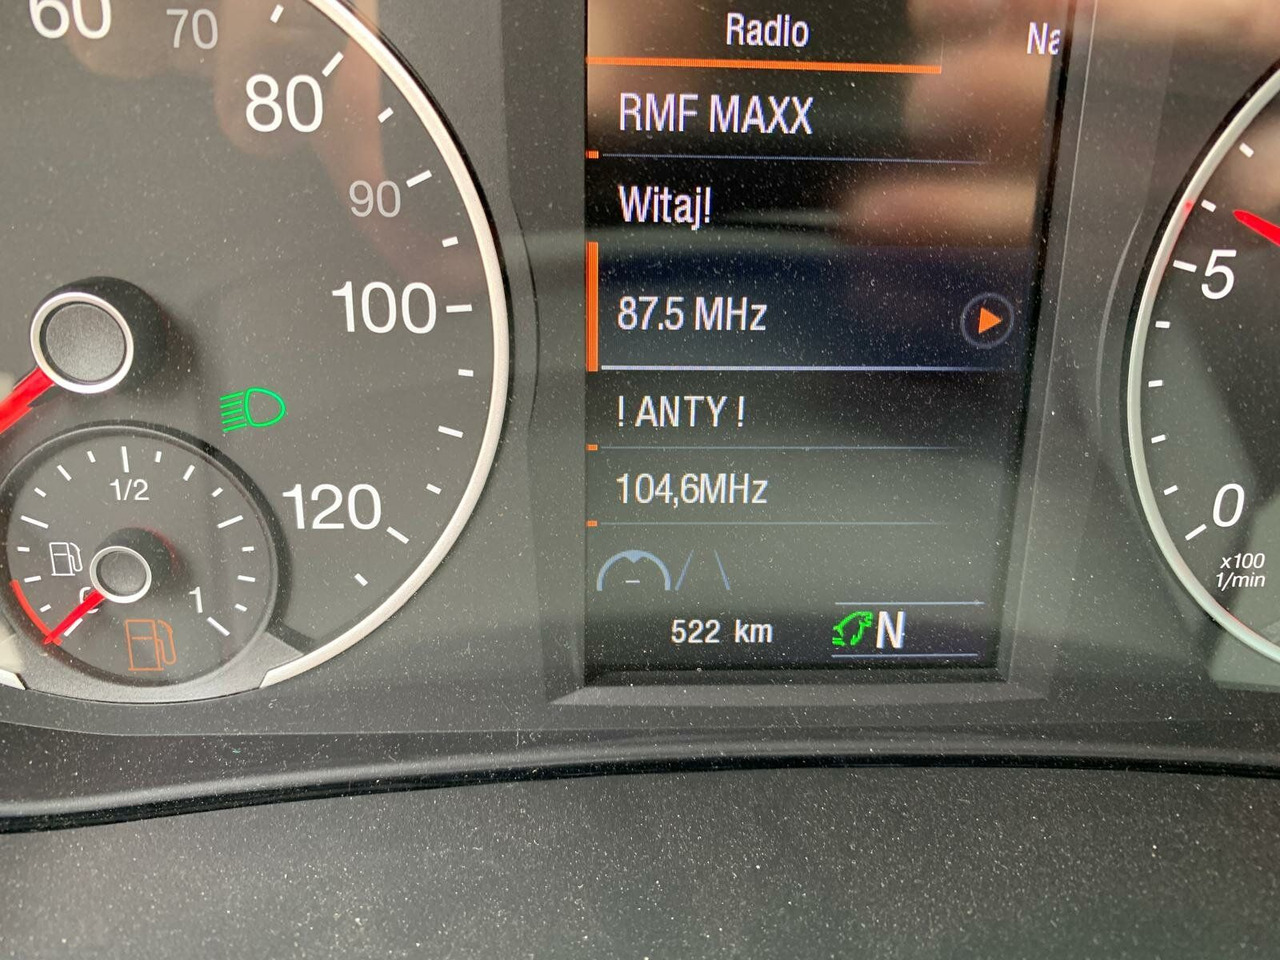 60
70
80
90
100
120
1/2
0
1
Radio
Na
RMF MAXX
Witaj!
87.5 MHz
! ANTY !
104,6MHz
522 km
N
5
0
x100
1/min